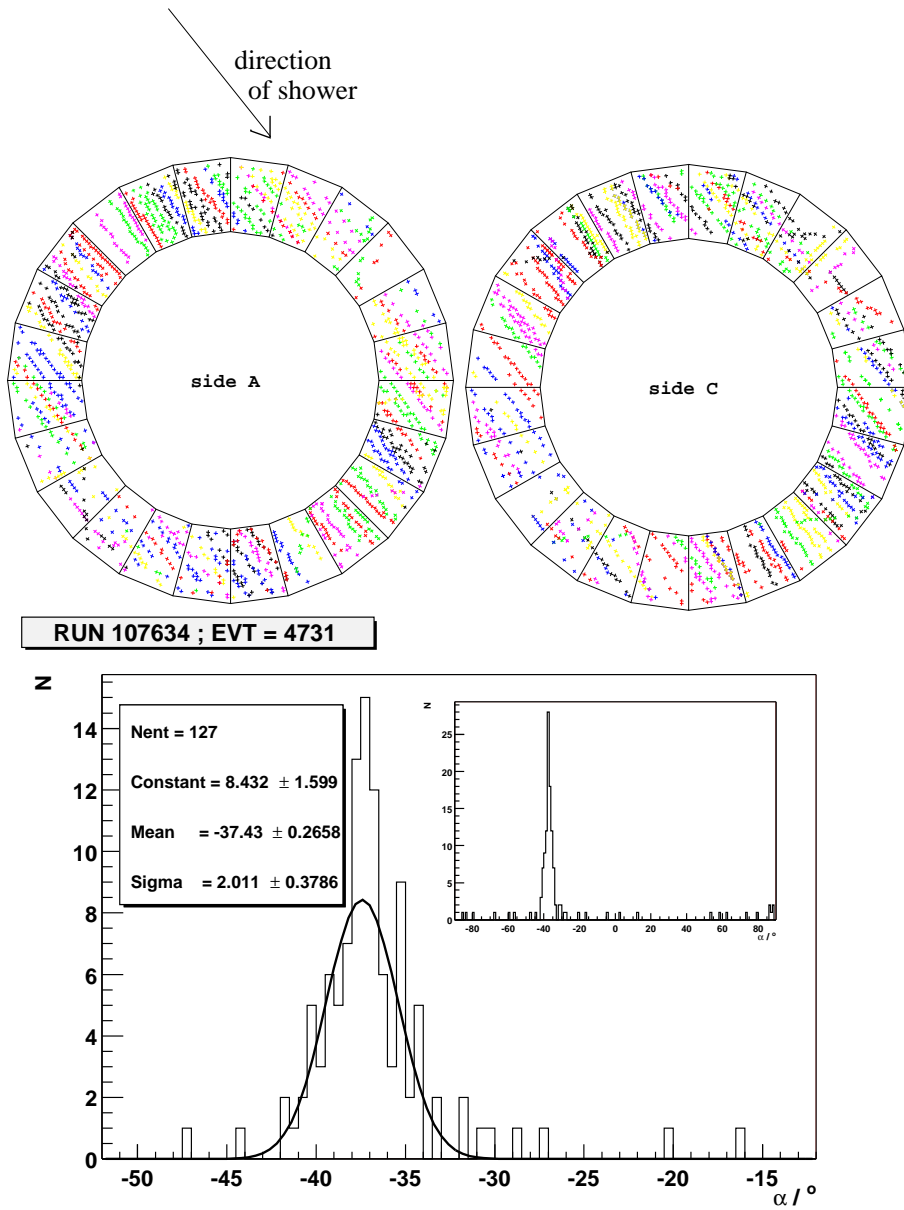 direction
of shower
side A
side C
RUN 107634 ; EVT = 4731
N
14
12
10
8
6
4
2
0
Nent = 127
Constant = 8.432 ± 1.599
Mean = -37.43 ± 0.2658
Sigma = 2.011 ± 0.3786
-50 -45 -40 -35 -30 -25 -20 -15
α / °
N
25
20
15
10
5
0
-80 -60 -40 -20 0 20 40 60 80
α / °